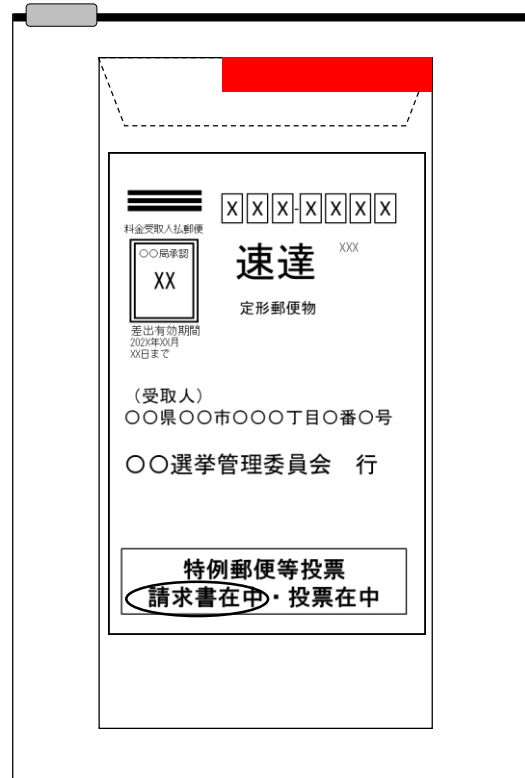 XXX-XXXX
料金受取人払郵便
〇〇局承認
XX
速達
XXX
定形郵便物
差出有効期間
202X年XX月
XX日まで
（受取人）
〇〇県〇〇市〇〇〇丁目〇番〇号
〇〇選挙管理委員会　行
特例郵便等投票
請求書在中・投票在中